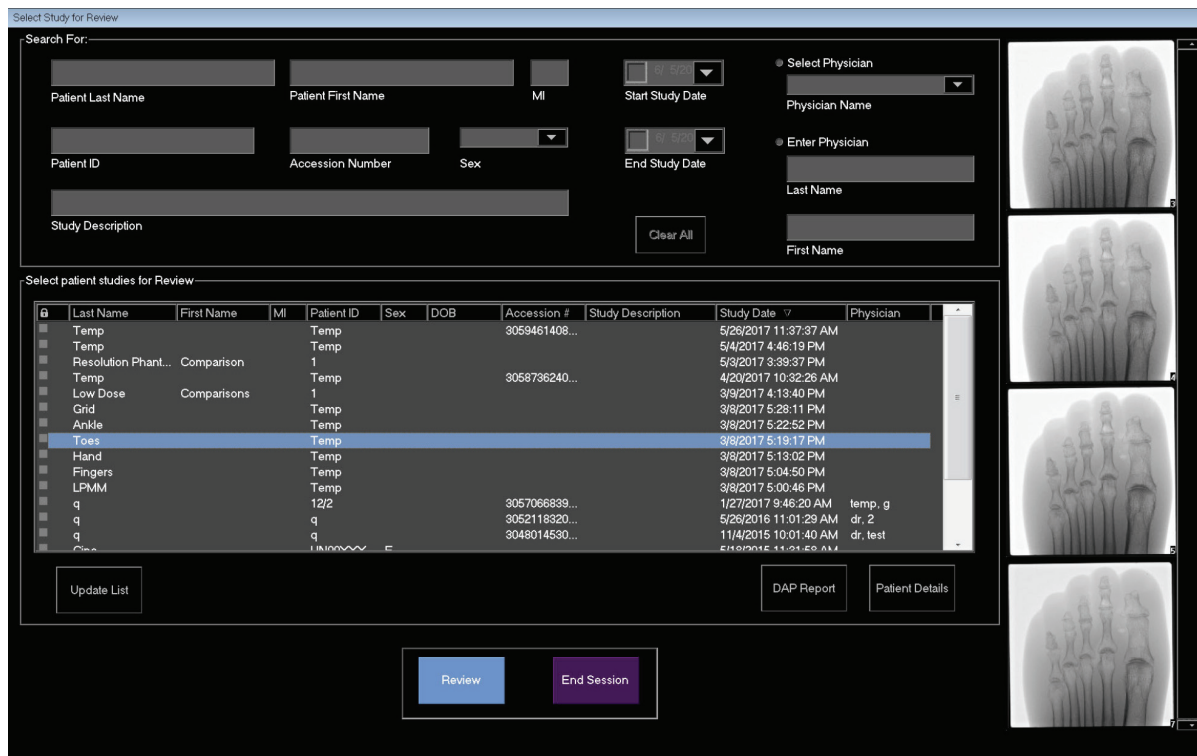 Select Study for Review
Search For:
Patient Last Name
Patient First Name
MI
6/ 5/20
Start Study Date
Select Physician
Physician Name
Patient ID
Accession Number
Sex
6/ 5/20
End Study Date
Enter Physician
Last Name
Study Description
Clear All
First Name
Select patient studies for Review
Last Name First Name MI Patient ID Sex DOB Accession # Study Description Study Date Physician
Temp Temp 3059461408... 5/26/2017 11:37:37 AM
Temp Temp 5/4/2017 4:46:19 PM
Resolution Phant... Comparison 1 5/3/2017 3:39:37 PM
Temp Temp 3058736240... 4/20/2017 10:32:26 AM
Low Dose Comparisons 1 3/9/2017 4:13:40 PM
Grid Temp 3/8/2017 5:28:11 PM
Ankle Temp 3/8/2017 5:22:52 PM
Toes Temp 3/8/2017 5:19:17 PM
Hand Temp 3/8/2017 5:13:02 PM
Fingers Temp 3/8/2017 5:04:50 PM
LPMM Temp 3/8/2017 5:00:46 PM
q 12/2 3057066839... 1/27/2017 9:46:20 AM temp, g
q q 3052118320... 5/26/2016 11:01:29 AM dr, 2
q q 3048014530... 11/4/2015 10:01:40 AM dr, test
Update List
DAP Report
Patient Details
Review
End Session
3
4
5
7